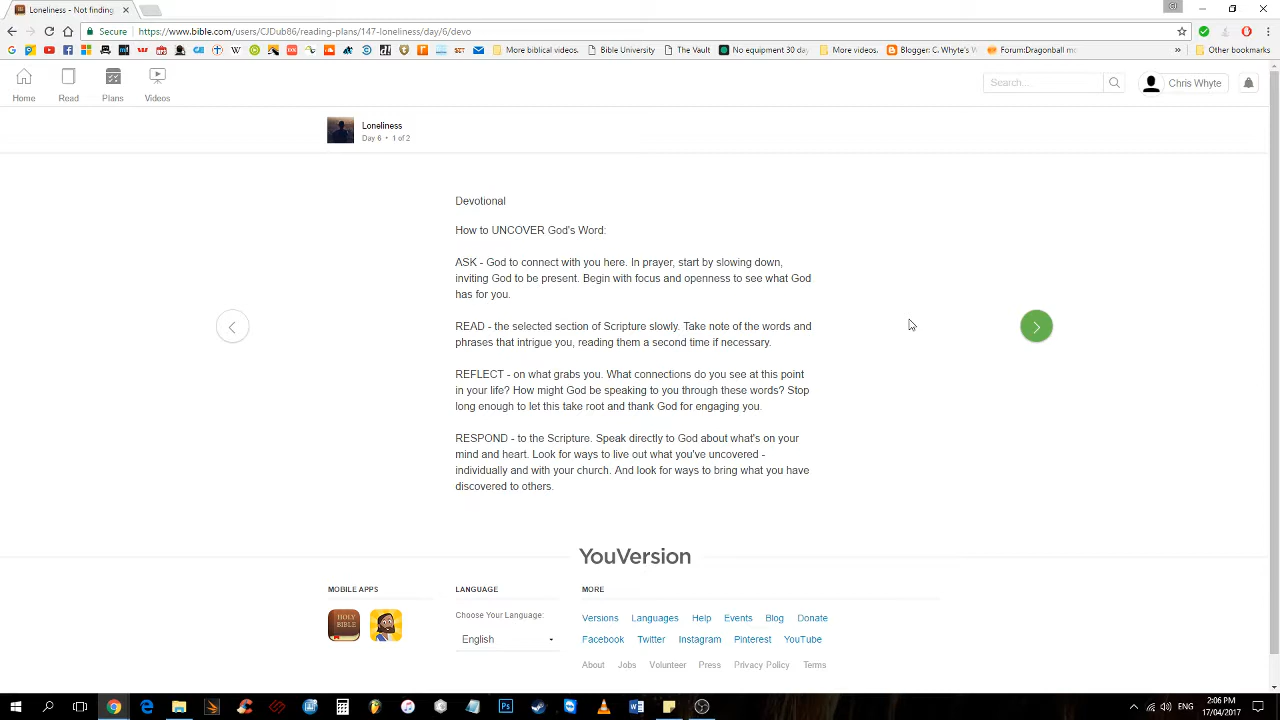 Loneliness - Not finding
Secure
https://www.bible.com/users/CJDub86/reading-plans/147-loneliness/day/6/devo
More biblical videos.
Bible University
The Vault
No equipment 30 day
More videos.
Blogger: C. Whyte's W
ForumDragonball mo
»
Other bookmarks
Home
Read
Plans
Videos
Search...
Chris Whyte
Loneliness
Day 6 • 1 of 2
Devotional
How to UNCOVER God's Word:
ASK - God to connect with you here. In prayer, start by slowing down,
inviting God to be present. Begin with focus and openness to see what God
has for you.
READ - the selected section of Scripture slowly. Take note of the words and
phrases that intrigue you, reading them a second time if necessary.
REFLECT - on what grabs you. What connections do you see at this point
in your life? How might God be speaking to you through these words? Stop
long enough to let this take root and thank God for engaging you.
RESPOND - to the Scripture. Speak directly to God about what's on your
mind and heart. Look for ways to live out what you've uncovered -
individually and with your church. And look for ways to bring what you have
discovered to others.
YouVersion
MOBILE APPS
HOLY
BIBLE
LANGUAGE
Choose Your Language:
English
MORE
Versions Languages Help Events Blog Donate
Facebook Twitter Instagram Pinterest YouTube
About Jobs Volunteer Press Privacy Policy Terms
ENG
2:06 PM
17/04/2017